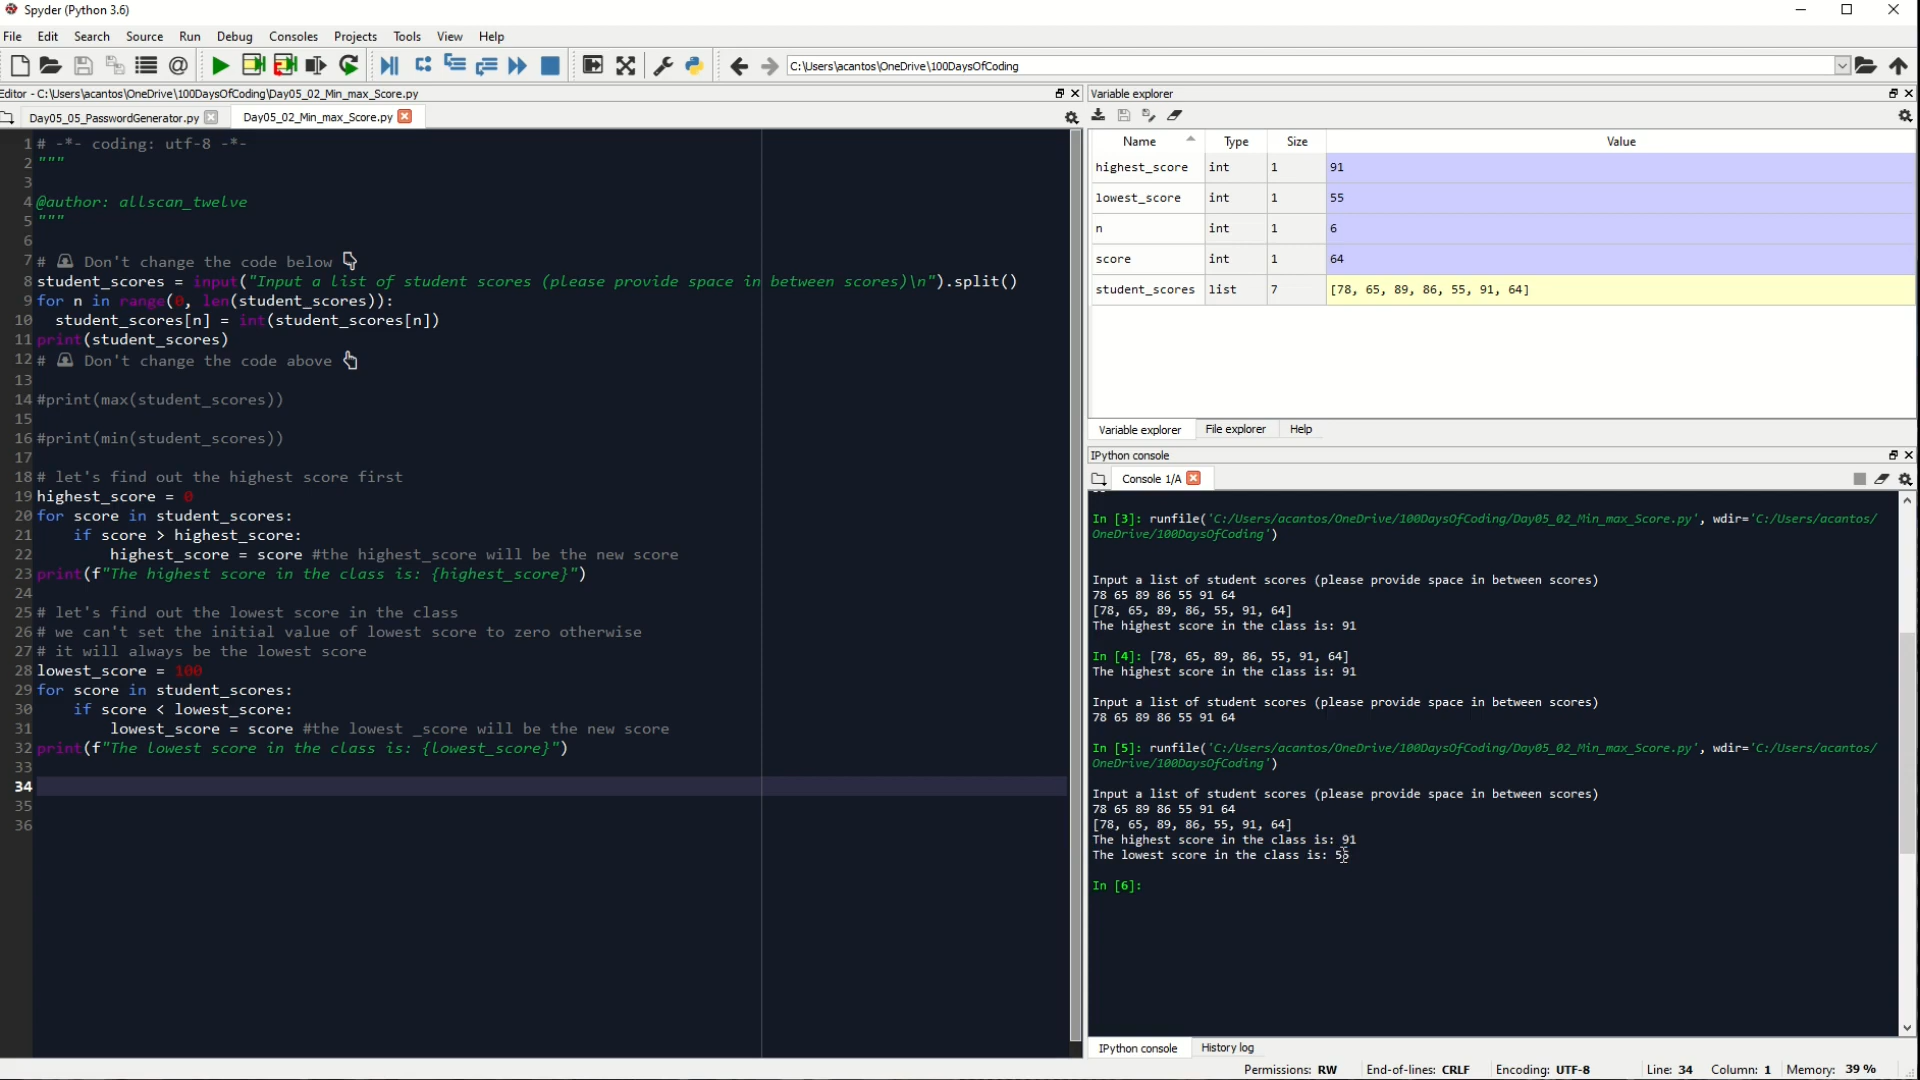 Spyder (Python 3.6)
File Edit Search Source Run Debug Consoles Projects Tools View Help
C:\Users\acantos\OneDrive\100DaysOfCoding
Editor - C:\Users\acantos\OneDrive\100DaysOfCoding\Day05_02_Min_max_Score.py
Day05_05_PasswordGenerator.py Day05_02_Min_max_Score.py
1 # -*- coding: utf-8 -*-
2 """
3
4 @author: allscan_twelve
5 """
6
7 # 🚨 Don't change the code below 👇
8 student_scores = input("Input a list of student scores (please provide space in between scores)\n").split()
9 for n in range(0, len(student_scores)):
10   student_scores[n] = int(student_scores[n])
11 print(student_scores)
12 # 🚨 Don't change the code above 👆
13
14 #print(max(student_scores))
15
16 #print(min(student_scores))
17
18 # let's find out the highest score first
19 highest_score = 0
20 for score in student_scores:
21     if score > highest_score:
22         highest_score = score #the highest_score will be the new score
23 print(f"The highest score in the class is: {highest_score}")
24
25 # let's find out the lowest score in the class
26 # we can't set the initial value of lowest score to zero otherwise
27 # it will always be the lowest score
28 lowest_score = 100
29 for score in student_scores:
30     if score < lowest_score:
31         lowest_score = score #the lowest _score will be the new score
32 print(f"The lowest score in the class is: {lowest_score}")
33
34
35
36
Variable explorer
Name Type Size Value
highest_score int 1 91
lowest_score int 1 55
n int 1 6
score int 1 64
student_scores list 7 [78, 65, 89, 86, 55, 91, 64]
Variable explorer File explorer Help
IPython console
Console 1/A
In [3]: runfile('C:/Users/acantos/OneDrive/100DaysOfCoding/Day05_02_Min_max_Score.py', wdir='C:/Users/acantos/
OneDrive/100DaysOfCoding')
Input a list of student scores (please provide space in between scores)
78 65 89 86 55 91 64
[78, 65, 89, 86, 55, 91, 64]
The highest score in the class is: 91
In [4]: [78, 65, 89, 86, 55, 91, 64]
The highest score in the class is: 91
Input a list of student scores (please provide space in between scores)
78 65 89 86 55 91 64
In [5]: runfile('C:/Users/acantos/OneDrive/100DaysOfCoding/Day05_02_Min_max_Score.py', wdir='C:/Users/acantos/
OneDrive/100DaysOfCoding')
Input a list of student scores (please provide space in between scores)
78 65 89 86 55 91 64
[78, 65, 89, 86, 55, 91, 64]
The highest score in the class is: 91
The lowest score in the class is: 55
In [6]:
IPython console History log
Permissions: RW End-of-lines: CRLF Encoding: UTF-8 Line: 34 Column: 1 Memory: 39 %